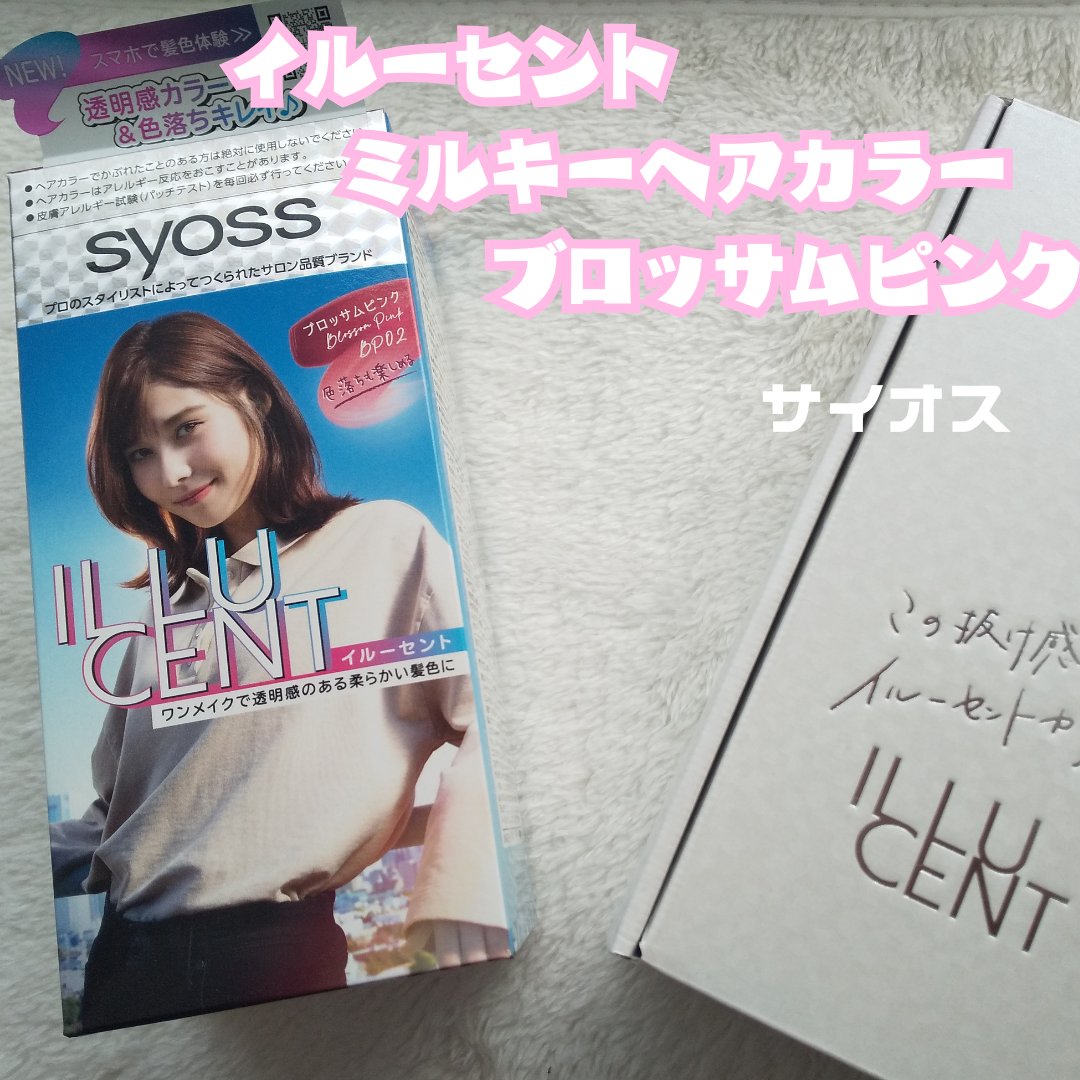 イルーセント
ミルキーヘアカラー
ブロッサムピンク
サイオス
NEW!
スマホで髪色体験≫
透明感カラー
&色落ちキレイ♪
●ヘアカラーでかぶれたことのある方は絶対に使用しないでください
●ヘアカラーはアレルギー反応をおこすことがあります。
●皮膚アレルギー試験(パッチテスト)を毎回必ず行ってください
syoss
プロのスタイリストによってつくられたサロン品質ブランド
ブロッサムピンク
Blossom Pink
BP02
色落ちも楽しめる
ILLU
CENT
イルーセント
ワンメイクで透明感のある柔らかい髪色に
この抜け感
イルーセントカ
ILLU
CENT